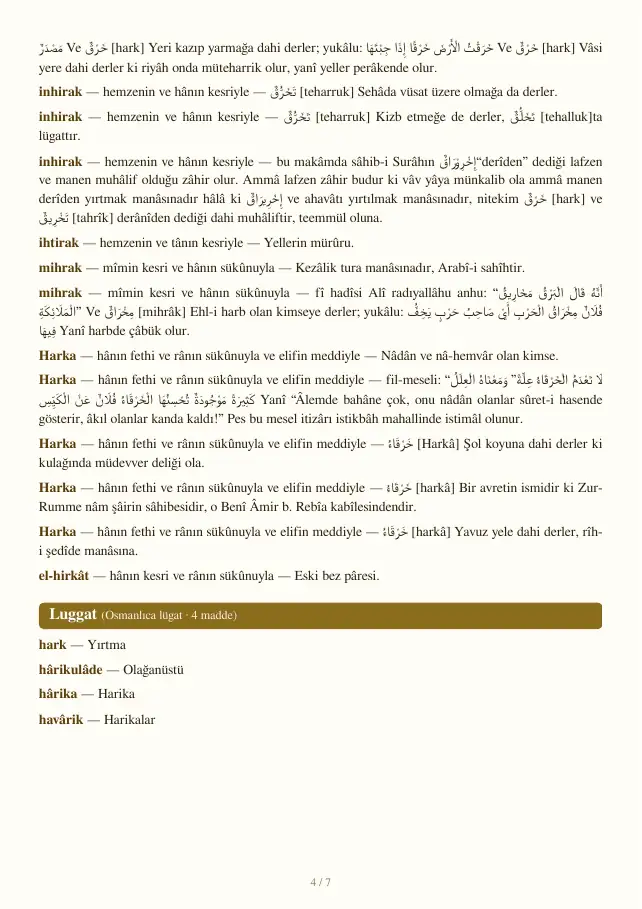 مَصْدَرٌ Ve خَرْقٌ [hark] Yeri kazıp yarmağa dahi derler; yukâlu: خَرَقْتُ الْأَرْضَ خَرْقًا إِذَا جِبْتَهَا Ve خَرْقٌ [hark] Vâsi
yere dahi derler ki riyâh onda müteharrik olur, yanî yeller perâkende olur.
inhirak — hemzenin ve hânın kesriyle — تَخَرُّقٌ [teharruk] Sehâda vüsat üzere olmağa da derler.
inhirak — hemzenin ve hânın kesriyle — تَخَرُّقٌ [teharruk] Kizb etmeğe de derler, تَخَلُّقٌ [tehalluk]ta
lügattır.
inhirak — hemzenin ve hânın kesriyle — bu makâmda sâhib-i Surâhın إِخْرِوْرَاقٌ“derîden” dediği lafzen
ve manen muhâlif olduğu zâhir olur. Ammâ lafzen zâhir budur ki vâv yâya münkalib ola ammâ manen
derîden yırtmak manâsınadır hâlâ ki إِخْرِيرَاقٌ ve ahavâtı yırtılmak manâsınadır, nitekim خَرْقٌ [hark] ve
تَخْرِيقٌ [tahrîk] derânîden dediği dahi muhâliftir, teemmül oluna.
ihtirak — hemzenin ve tânın kesriyle — Yellerin mürûru.
mihrak — mîmin kesri ve hânın sükûnuyla — Kezâlik tura manâsınadır, Arabî-i sahîhtir.
mihrak — mîmin kesri ve hânın sükûnuyla — fî hadîsi Alî radıyallâhu anhu: “أَنَّهُ قَالَ الْبَرْقُ مَخَارِيقُ
الْمَلَائِكَةِ” Ve مِخْرَاقٌ [mihrâk] Ehl-i harb olan kimseye derler; yukâlu: فُلَانٌ مِخْرَاقُ الْحَرْبِ أَيْ صَاحِبُ حَرْبٍ يَخِفُّ
فِيهَا Yanî harbde çâbük olur.
Harka — hânın fethi ve rânın sükûnuyla ve elifin meddiyle — Nâdân ve nâ-hemvâr olan kimse.
Harka — hânın fethi ve rânın sükûnuyla ve elifin meddiyle — fil-meseli: “لَا تَعْدَمُ الْخَرْقَاءُ عِلَّةً” وَمَعْنَاهُ الْعِلَلُ
كَثِيرَةٌ مَوْجُودَةٌ تُحْسِنُهَا الْخَرْقَاءُ فُلَانٌ عَنِ الْكَيِّسِ Yanî “Âlemde bahâne çok, onu nâdân olanlar sûret-i hasende
gösterir, âkıl olanlar kanda kaldı!” Pes bu mesel itizârı istikbâh mahallinde istimâl olunur.
Harka — hânın fethi ve rânın sükûnuyla ve elifin meddiyle — خَرْقَاءُ [Harkâ] Şol koyuna dahi derler ki
kulağında müdevver deliği ola.
Harka — hânın fethi ve rânın sükûnuyla ve elifin meddiyle — خَرْقَاءُ [harkâ] Bir avretin ismidir ki Zur-
Rumme nâm şâirin sâhibesidir, o Benî Âmir b. Rebîa kabîlesindendir.
Harka — hânın fethi ve rânın sükûnuyla ve elifin meddiyle — خَرْقَاءُ [harkâ] Yavuz yele dahi derler, rîh-
i şedîde manâsına.
el-hirkât — hânın kesri ve rânın sükûnuyla — Eski bez pâresi.
Luggat (Osmanlıca lügat · 4 madde)
hark — Yırtma
hârikulâde — Olağanüstü
hârika — Harika
havârik — Harikalar
4 / 7